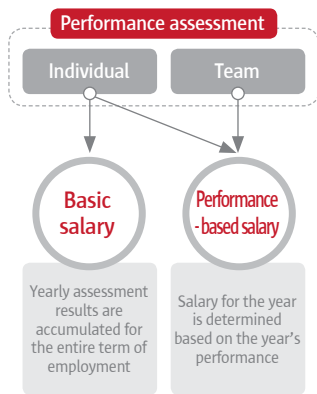 Performance assessment
Individual
Team
Basic
salary
Performance
- based salary
Yearly assessment
results are
accumulated for
the entire term of
employment
Salary for the year
is determined
based on the year's
performance